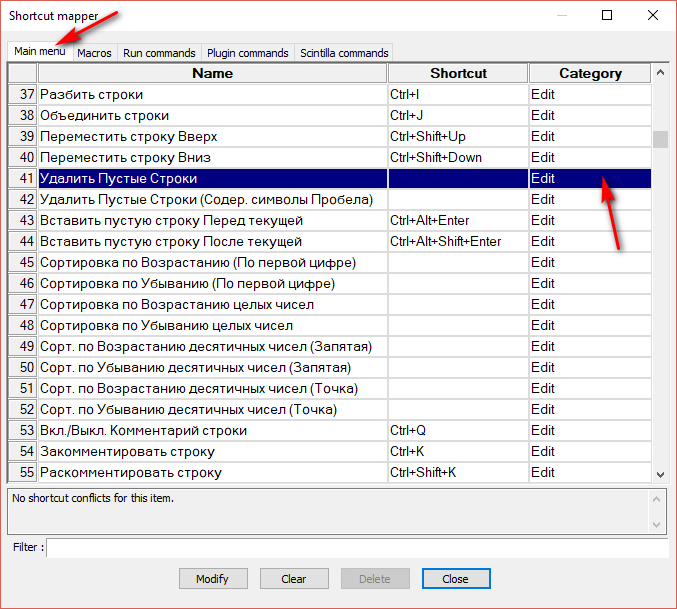 Shortcut mapper
Main menu Macros Run commands Plugin commands Scintilla commands
Name Shortcut Category
37 Разбить строки Ctrl+I Edit
38 Объединить строки Ctrl+J Edit
39 Переместить строку Вверх Ctrl+Shift+Up Edit
40 Переместить строку Вниз Ctrl+Shift+Down Edit
41 Удалить Пустые Строки Edit
42 Удалить Пустые Строки (Содер. символы Пробела) Edit
43 Вставить пустую строку Перед текущей Ctrl+Alt+Enter Edit
44 Вставить пустую строку После текущей Ctrl+Alt+Shift+Enter Edit
45 Сортировка по Возрастанию (По первой цифре) Edit
46 Сортировка по Убыванию (По первой цифре) Edit
47 Сортировка по Возрастанию целых чисел Edit
48 Сортировка по Убыванию целых чисел Edit
49 Сорт. по Возрастанию десятичных чисел (Запятая) Edit
50 Сорт. по Убыванию десятичных чисел (Запятая) Edit
51 Сорт. по Возрастанию десятичных чисел (Точка) Edit
52 Сорт. по Убыванию десятичных чисел (Точка) Edit
53 Вкл./Выкл. Комментарий строки Ctrl+Q Edit
54 Закомментировать строку Ctrl+K Edit
55 Раскомментировать строку Ctrl+Shift+K Edit
No shortcut conflicts for this item.
Filter :
Modify Clear Delete Close